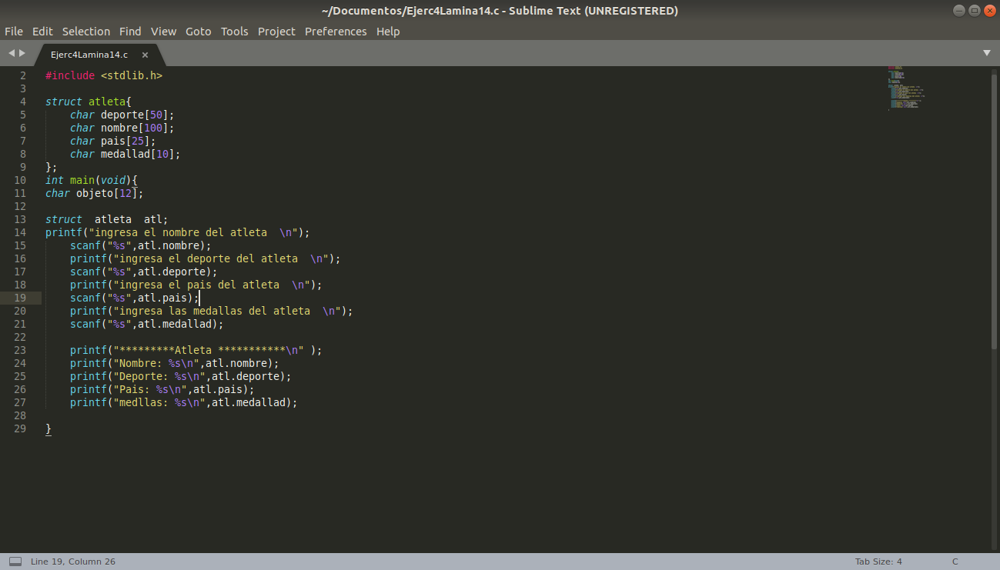 ~/Documentos/Ejerc4Lamina14.c - Sublime Text (UNREGISTERED)
File Edit Selection Find View Goto Tools Project Preferences Help
Ejerc4Lamina14.c ×
2 #include <stdlib.h>
3
4 struct atleta{
5     char deporte[50];
6     char nombre[100];
7     char pais[25];
8     char medallad[10];
9 };
10 int main(void){
11 char objeto[12];
12
13 struct  atleta  atl;
14 printf("ingresa el nombre del atleta  \n");
15     scanf("%s",atl.nombre);
16     printf("ingresa el deporte del atleta  \n");
17     scanf("%s",atl.deporte);
18     printf("ingresa el pais del atleta  \n");
19     scanf("%s",atl.pais);
20     printf("ingresa las medallas del atleta  \n");
21     scanf("%s",atl.medallad);
22
23     printf("*********Atleta ***********\n" );
24     printf("Nombre: %s\n",atl.nombre);
25     printf("Deporte: %s\n",atl.deporte);
26     printf("Pais: %s\n",atl.pais);
27     printf("medllas: %s\n",atl.medallad);
28
29 }
Line 19, Column 26 Tab Size: 4 C